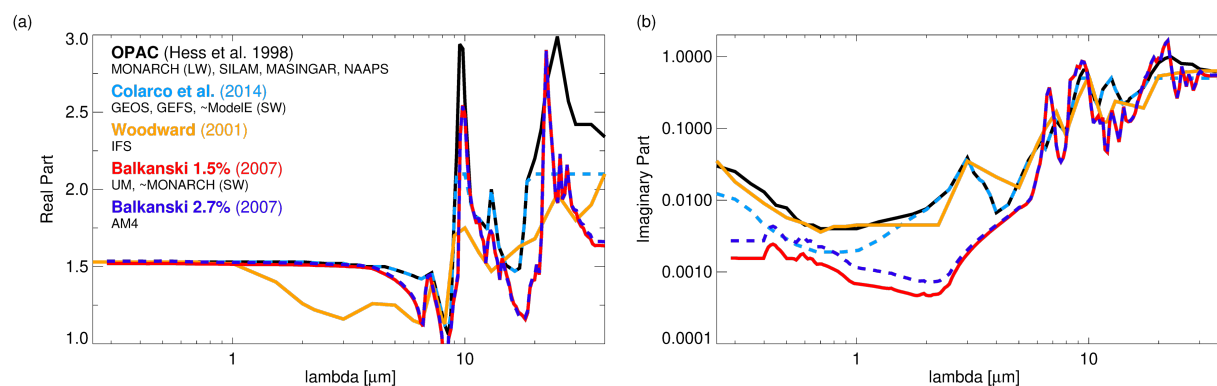 (a)
3.0
2.5
2.0
1.5
1.0
Real Part
OPAC (Hess et al. 1998)
MONARCH (LW), SILAM, MASINGAR, NAAPS
Colarco et al. (2014)
GEOS, GEFS, ~ModelE (SW)
Woodward (2001)
IFS
Balkanski 1.5% (2007)
UM, ~MONARCH (SW)
Balkanski 2.7% (2007)
AM4
1
10
lambda [μm]
(b)
1.0000
0.1000
0.0100
0.0010
0.0001
Imaginary Part
1
10
lambda [μm]